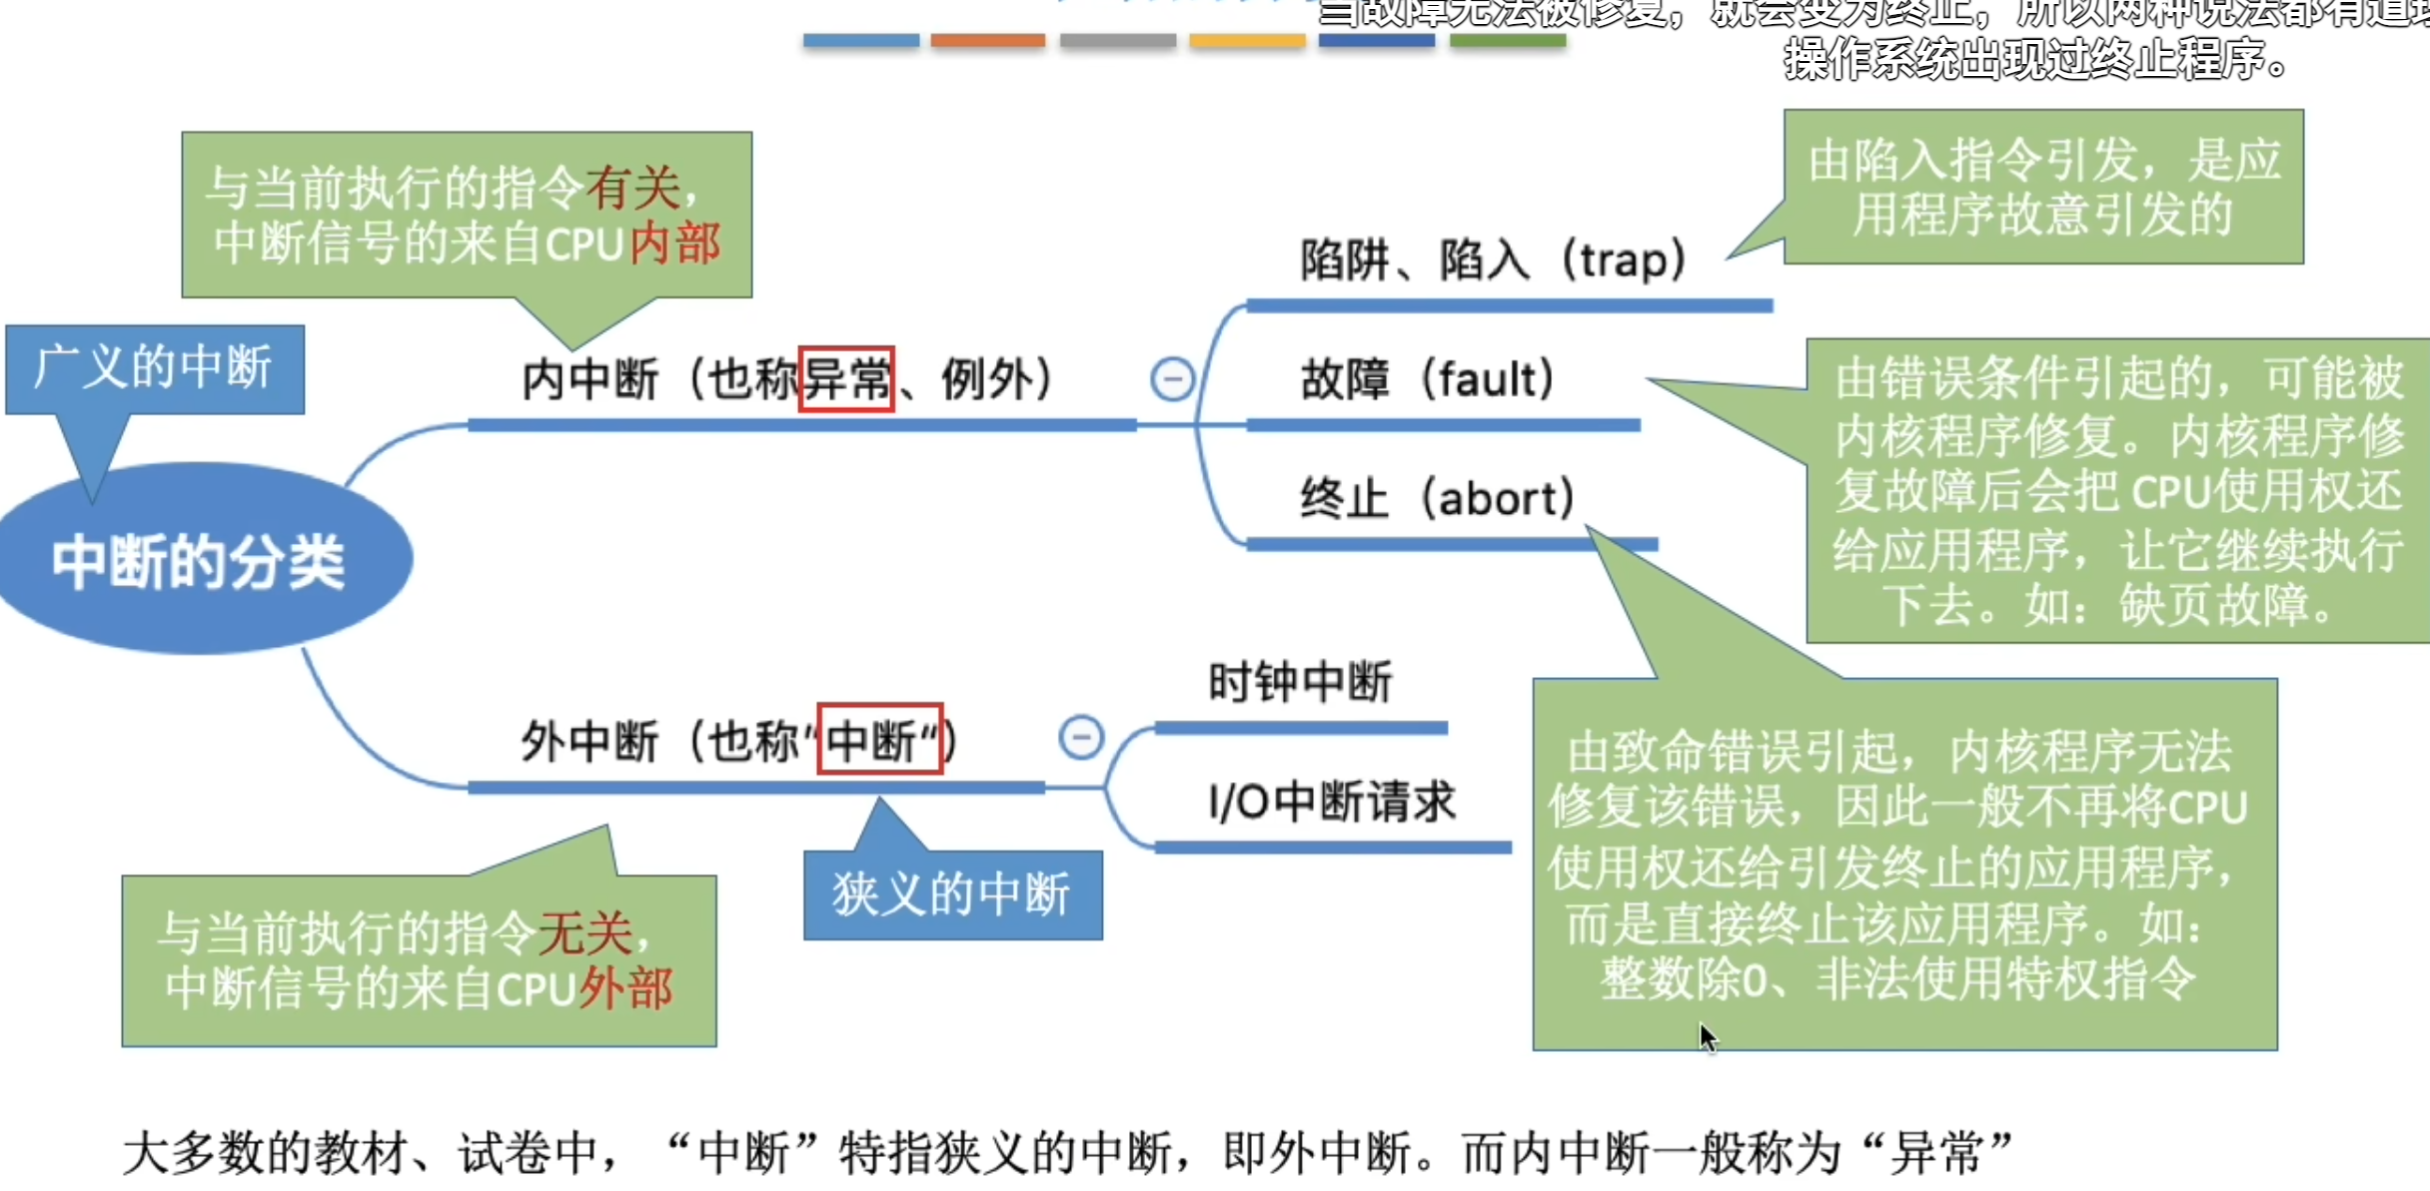 当故障无法被修复，就会变为终止，所以两种说法都有道理
操作系统出现过终止程序。
与当前执行的指令有关，
中断信号的来自CPU内部
由陷入指令引发，是应
用程序故意引发的
广义的中断
中断的分类
内中断（也称异常、例外）
陷阱、陷入（trap）
故障（fault）
终止（abort）
由错误条件引起的，可能被
内核程序修复。内核程序修
复故障后会把 CPU使用权还
给应用程序，让它继续执行
下去。如：缺页故障。
外中断（也称“中断“）
时钟中断
I/O中断请求
狭义的中断
与当前执行的指令无关，
中断信号的来自CPU外部
由致命错误引起，内核程序无法
修复该错误，因此一般不再将CPU
使用权还给引发终止的应用程序，
而是直接终止该应用程序。如：
整数除0、非法使用特权指令
大多数的教材、试卷中，“中断”特指狭义的中断，即外中断。而内中断一般称为“异常”